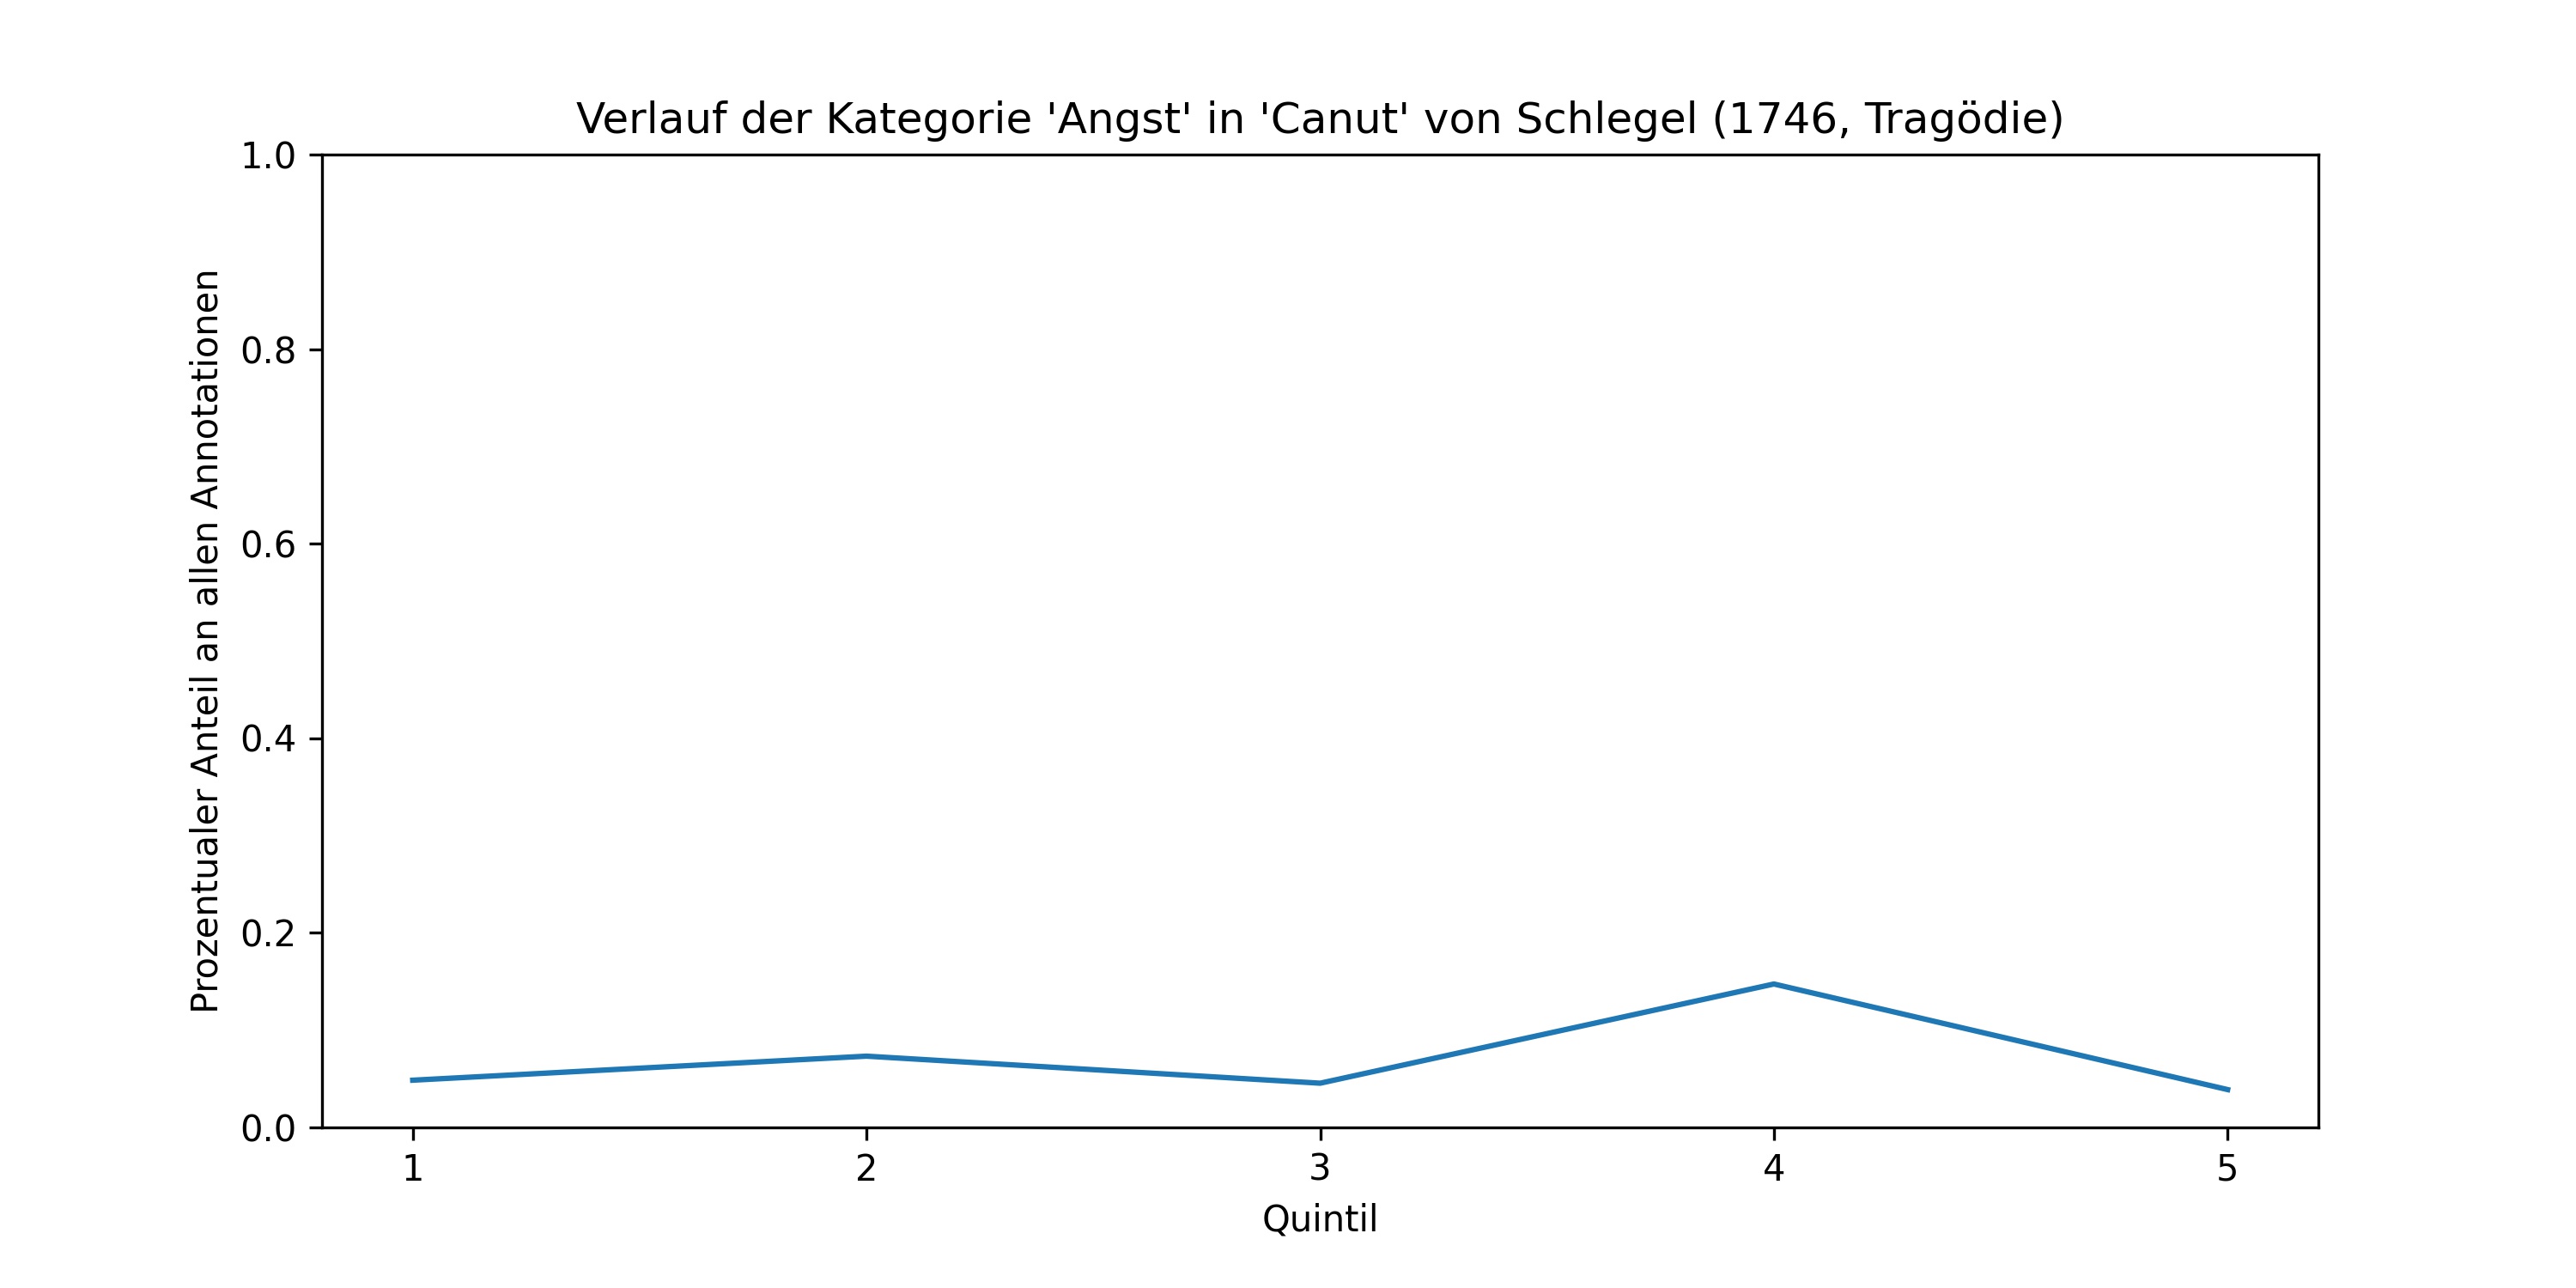 Verlauf der Kategorie 'Angst' in 'Canut' von Schlegel (1746, Tragödie)
Prozentualer Anteil an allen Annotationen
1.0
0.8
0.6
0.4
0.2
0.0
1 2 3 4 5
Quintil